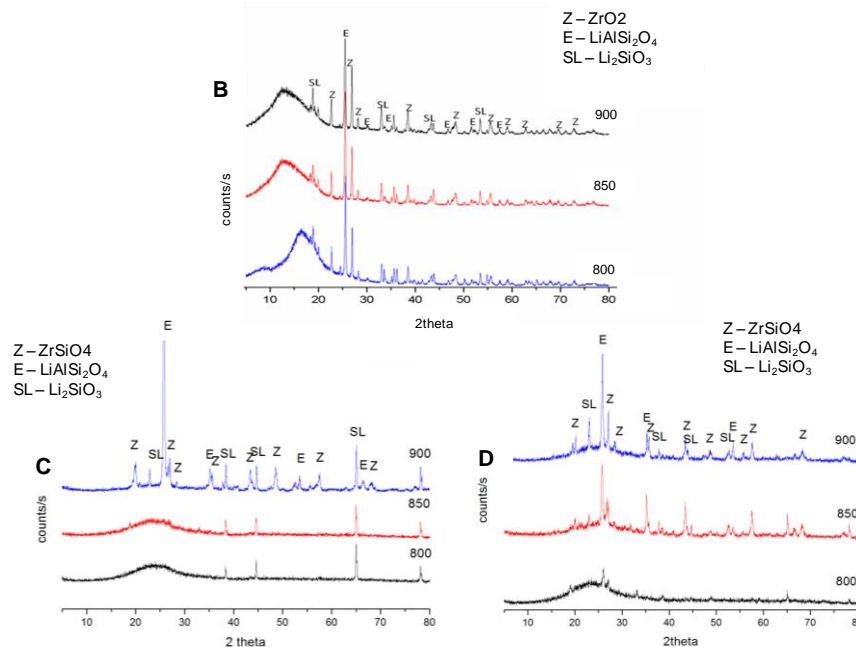 Z – ZrO2
E – LiAlSi₂O₄
SL – Li₂SiO₃
B
E
Z
SL
Z
Z
E
SL
E
Z
SL
E
Z
SL
Z
E
Z
E
Z
Z
Z
Z
900
850
800
counts/s
10 20 30 40 50 60 70 80
2theta
Z – ZrSiO4
E – LiAlSi₂O₄
SL – Li₂SiO₃
C
E
Z
SL
Z
Z
E
Z
SL
Z
SL
Z
E
Z
SL
E
Z
900
850
800
counts/s
10 20 30 40 50 60 70 80
2 theta
Z – ZrSiO4
E – LiAlSi₂O₄
SL – Li₂SiO₃
D
E
Z
SL
Z
Z
E
Z
SL
Z
SL
Z
SL
E
Z
Z
Z
900
850
800
counts/s
10 20 30 40 50 60 70 80
2theta